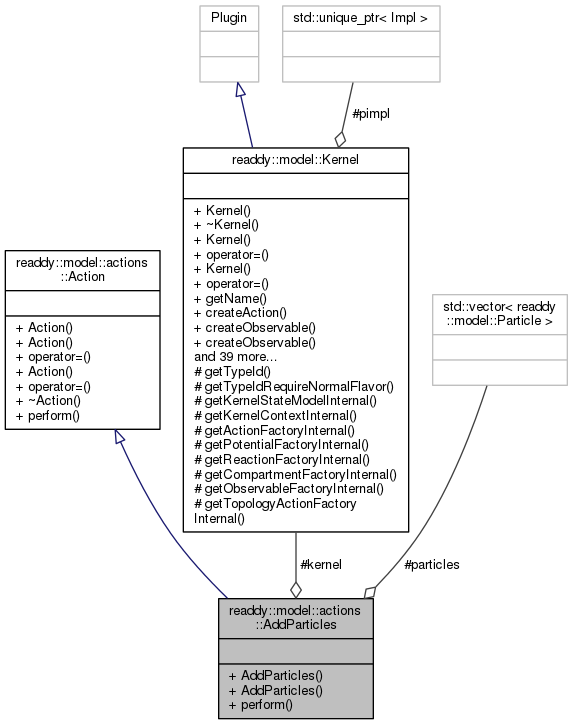 Plugin
std::unique_ptr< Impl >
#pimpl
readdy::model::Kernel
+ Kernel()
+ ~Kernel()
+ Kernel()
+ operator=()
+ Kernel()
+ operator=()
+ getName()
+ createAction()
+ createObservable()
+ createObservable()
and 39 more...
# getTypeId()
# getTypeIdRequireNormalFlavor()
# getKernelStateModelInternal()
# getKernelContextInternal()
# getActionFactoryInternal()
# getPotentialFactoryInternal()
# getReactionFactoryInternal()
# getCompartmentFactoryInternal()
# getObservableFactoryInternal()
# getTopologyActionFactory
Internal()
readdy::model::actions
::Action
+ Action()
+ Action()
+ operator=()
+ Action()
+ operator=()
+ ~Action()
+ perform()
std::vector< readdy
::model::Particle >
#kernel
#particles
readdy::model::actions
::AddParticles
+ AddParticles()
+ AddParticles()
+ perform()